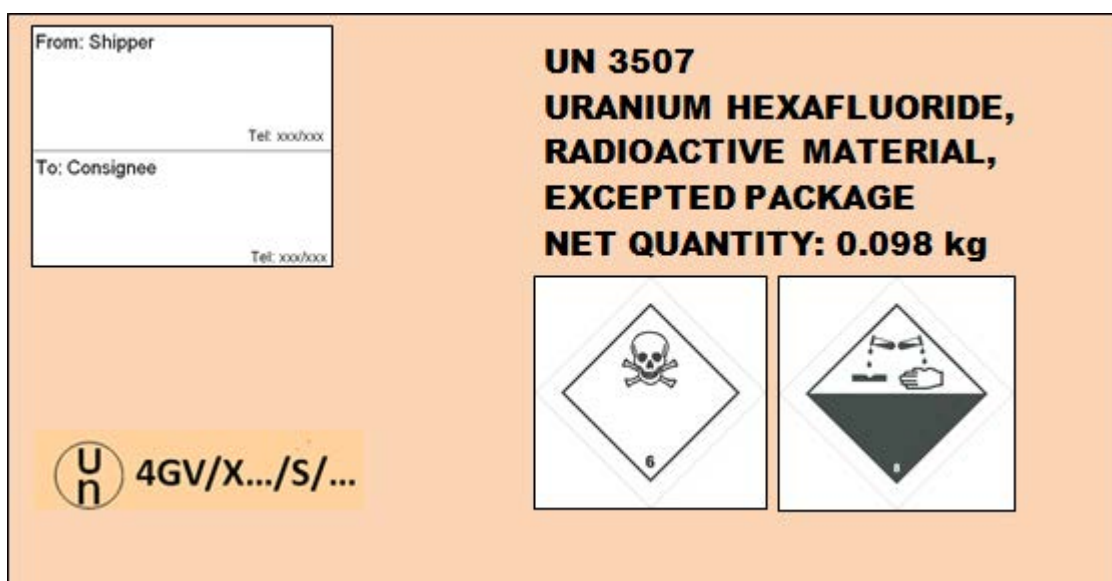 From: Shipper
Tel: xxx/xxx
To: Consignee
Tel: xxx/xxx
UN 3507
URANIUM HEXAFLUORIDE,
RADIOACTIVE MATERIAL,
EXCEPTED PACKAGE
NET QUANTITY: 0.098 kg
6
8
u
n
4GV/X.../S/...